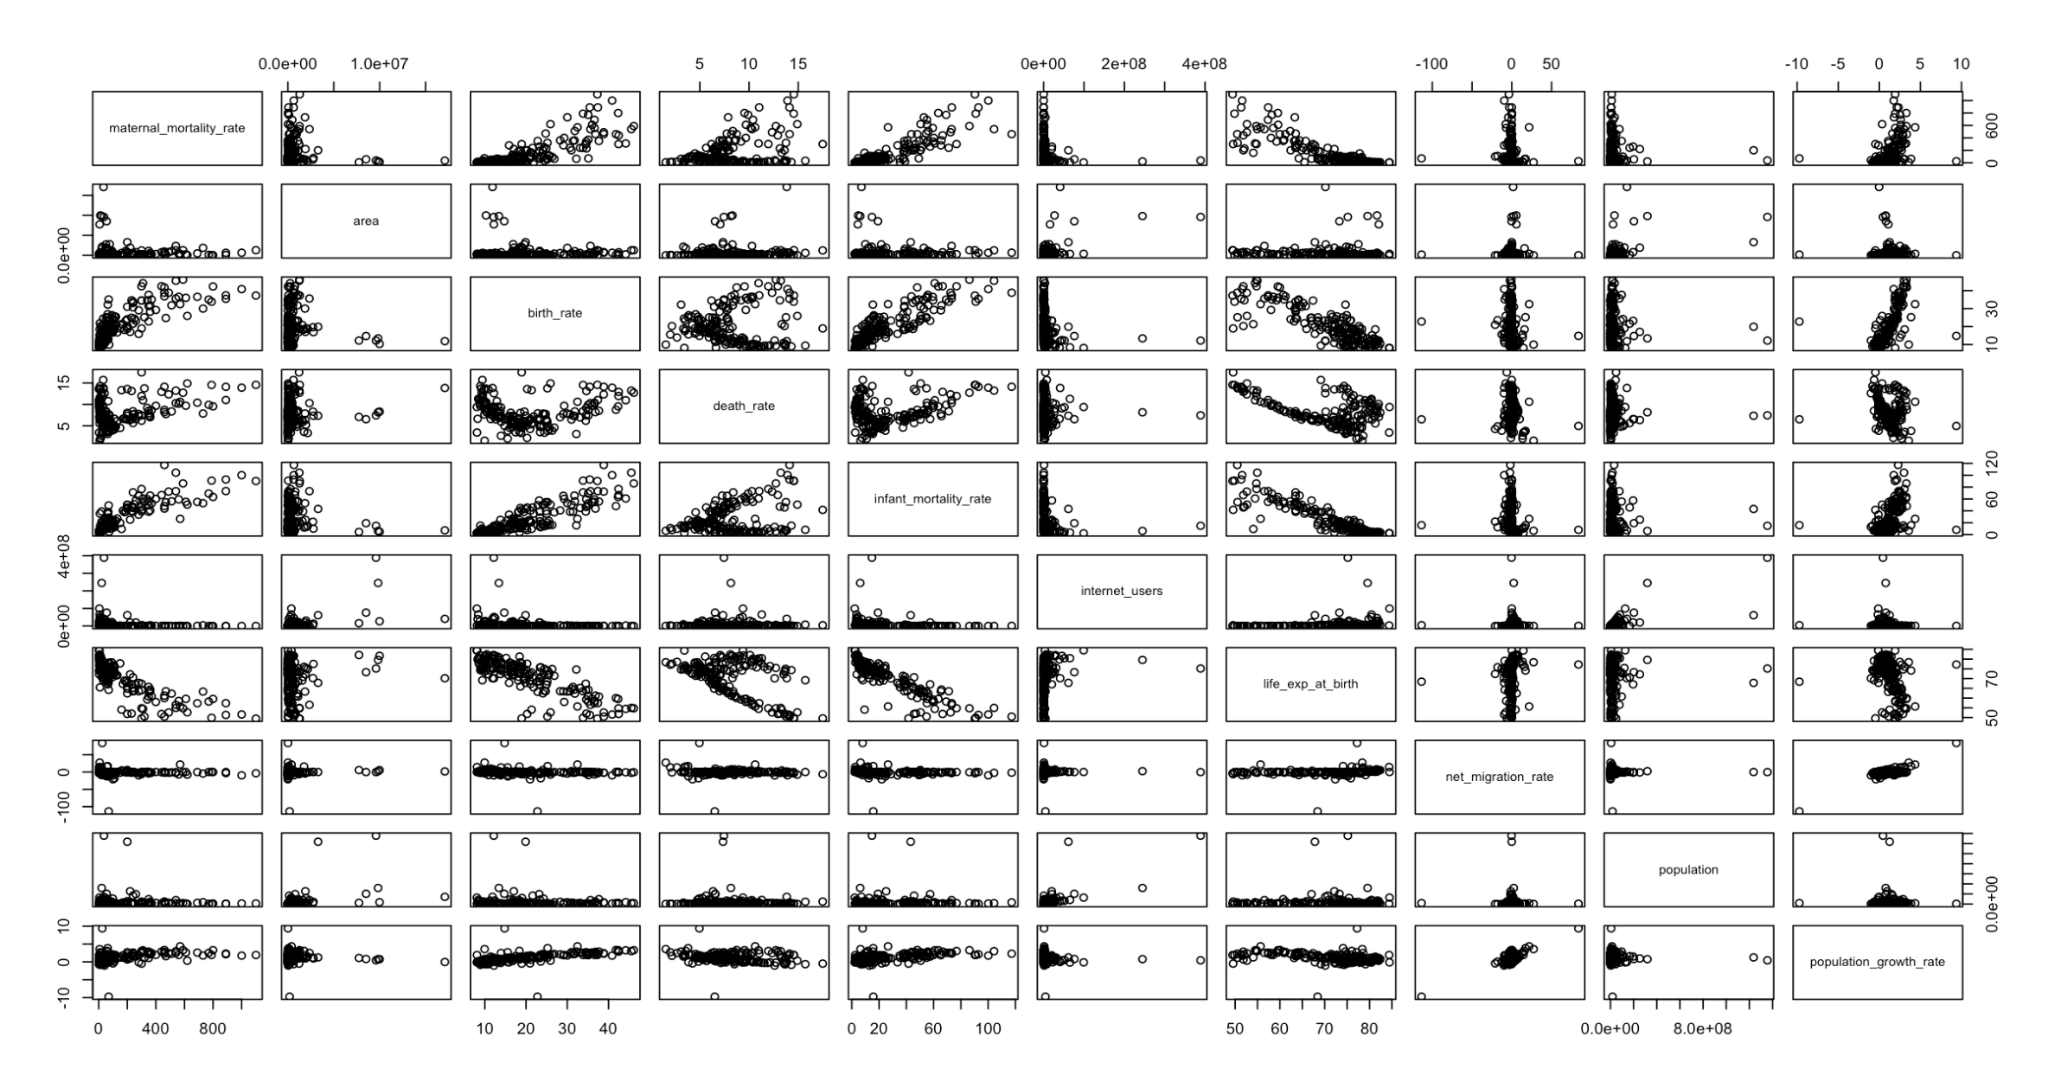 0.0e+00 1.0e+07 5 10 15 0e+00 2e+08 4e+08 -100 0 50 -10 -5 0 5 10
maternal_mortality_rate 0 600
0.0e+00 area
birth_rate 10 30
5 15 death_rate
infant_mortality_rate 0 60 120
0e+00 4e+08 internet_users
life_exp_at_birth 50 70
-100 0 net_migration_rate
population 0.0e+00
-10 0 10 population_growth_rate
0 400 800 10 20 30 40 0 20 60 100 50 60 70 80 0.0e+00 8.0e+08